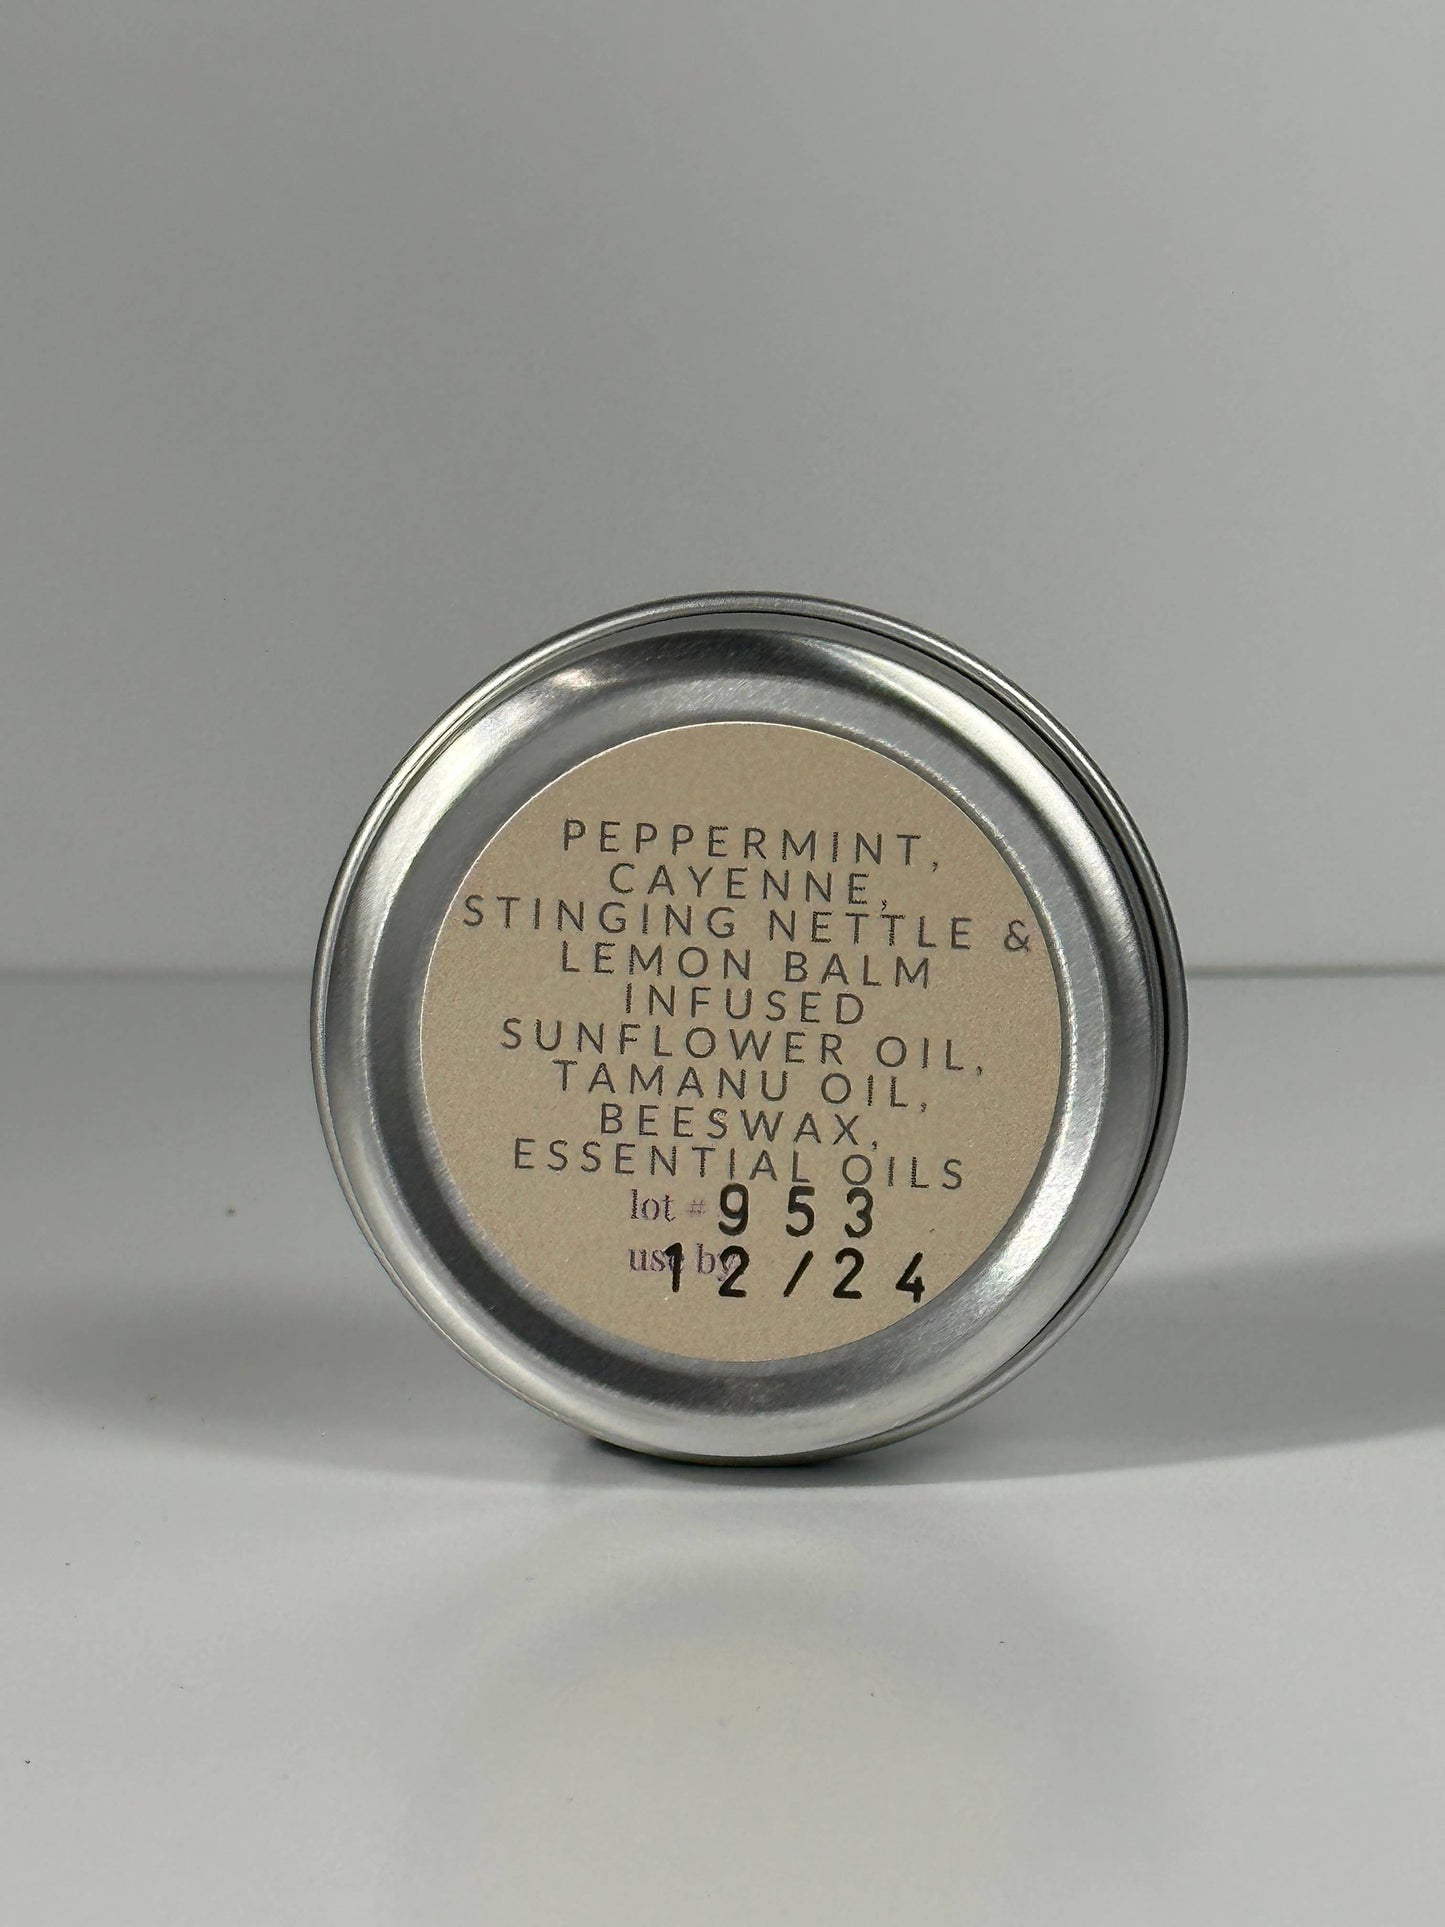 PEPPERMINT,
CAYENNE,
STINGING NETTLE &
LEMON BALM
INFUSED
SUNFLOWER OIL,
TAMANU OIL,
BEESWAX,
ESSENTIAL OILS
lot # 953
use by 12/24